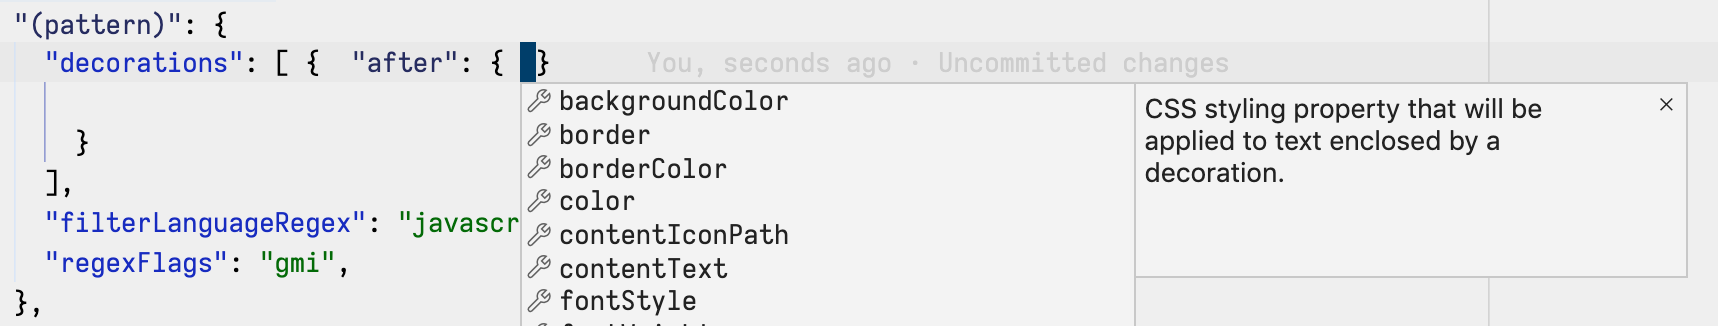 "(pattern)": {
"decorations": [ {  "after": {  }    You, seconds ago · Uncommitted changes
backgroundColor
border
borderColor
color
contentIconPath
contentText
fontStyle
CSS styling property that will be
applied to text enclosed by a
decoration.
}
],
"filterLanguageRegex": "javascr
"regexFlags": "gmi",
},